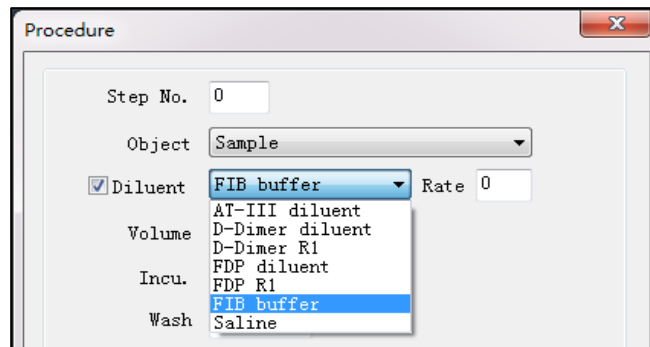 Procedure
Step No. 0
Object Sample
Diluent FIB buffer Rate 0
AT-III diluent
D-Dimer diluent
Volume
D-Dimer R1
FDP diluent
Incu.
FDP R1
FIB buffer
Wash
Saline